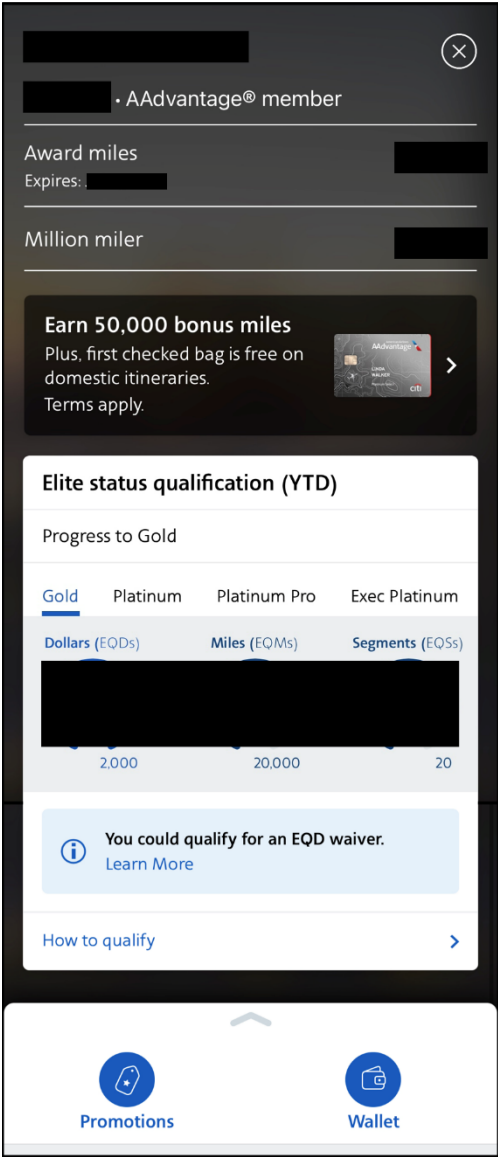 • AAdvantage® member
Award miles
Expires:
Million miler
Earn 50,000 bonus miles
Plus, first checked bag is free on
domestic itineraries.
Terms apply.
AAdvantage
LINDA
WALKER
citi
Elite status qualification (YTD)
Progress to Gold
Gold Platinum Platinum Pro Exec Platinum
Dollars (EQDs) Miles (EQMs) Segments (EQSs)
2,000 20,000 20
You could qualify for an EQD waiver.
Learn More
How to qualify
Promotions Wallet